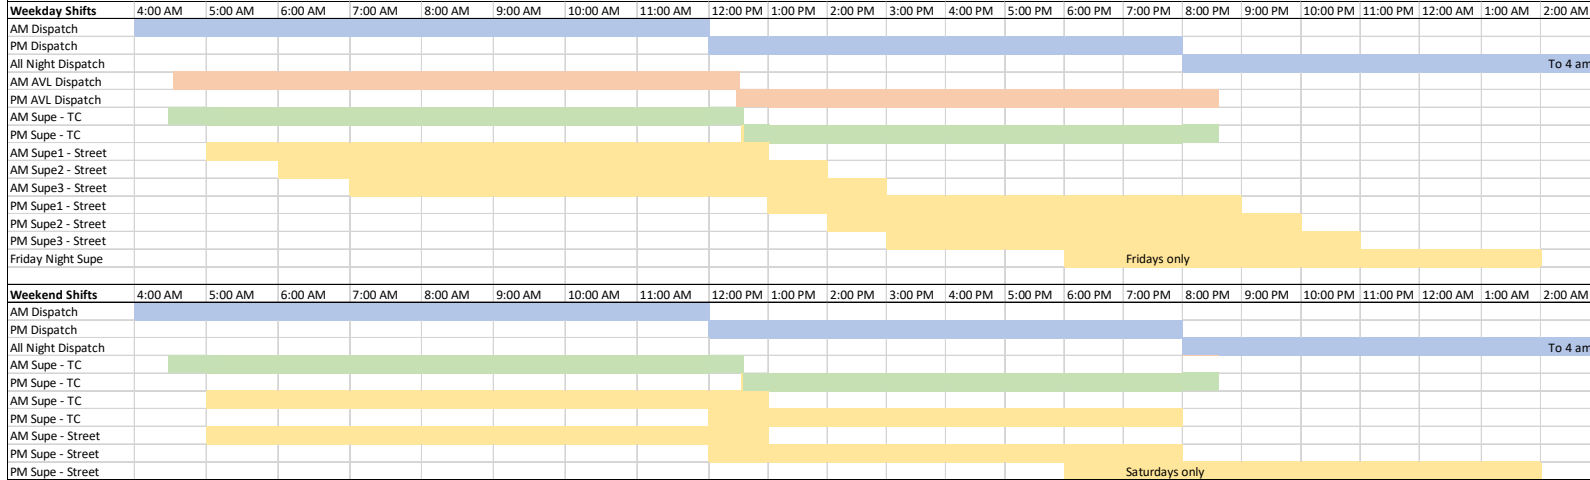 Weekday Shifts 4:00 AM 5:00 AM 6:00 AM 7:00 AM 8:00 AM 9:00 AM 10:00 AM 11:00 AM 12:00 PM 1:00 PM 2:00 PM 3:00 PM 4:00 PM 5:00 PM 6:00 PM 7:00 PM 8:00 PM 9:00 PM 10:00 PM 11:00 PM 12:00 AM 1:00 AM 2:00 AM
AM Dispatch
PM Dispatch
All Night Dispatch To 4 am
AM AVL Dispatch
PM AVL Dispatch
AM Supe - TC
PM Supe - TC
AM Supe1 - Street
AM Supe2 - Street
AM Supe3 - Street
PM Supe1 - Street
PM Supe2 - Street
PM Supe3 - Street
Friday Night Supe Fridays only
Weekend Shifts 4:00 AM 5:00 AM 6:00 AM 7:00 AM 8:00 AM 9:00 AM 10:00 AM 11:00 AM 12:00 PM 1:00 PM 2:00 PM 3:00 PM 4:00 PM 5:00 PM 6:00 PM 7:00 PM 8:00 PM 9:00 PM 10:00 PM 11:00 PM 12:00 AM 1:00 AM 2:00 AM
AM Dispatch
PM Dispatch
All Night Dispatch To 4 am
AM Supe - TC
PM Supe - TC
AM Supe - TC
PM Supe - TC
AM Supe - Street
PM Supe - Street
PM Supe - Street Saturdays only